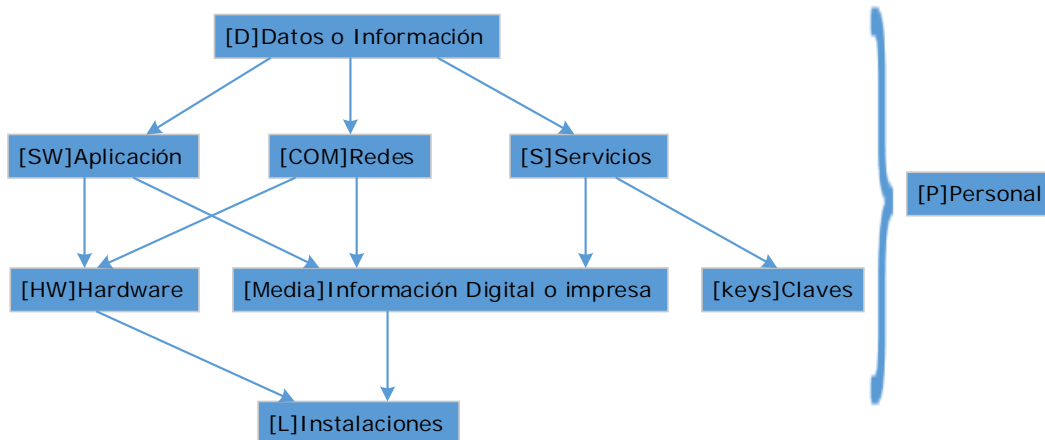 [D]Datos o Información
[SW]Aplicación
[COM]Redes
[S]Servicios
[P]Personal
[HW]Hardware
[Media]Información Digital o impresa
[keys]Claves
[L]Instalaciones